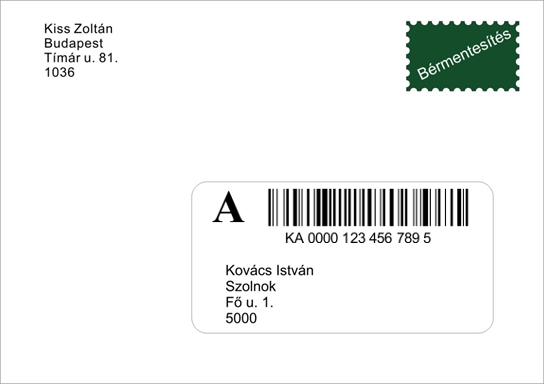 Kiss Zoltán
Budapest
Tímár u. 81.
1036
Bérmentesítés
A
KA 0000 123 456 789 5
Kovács István
Szolnok
Fő u. 1.
5000